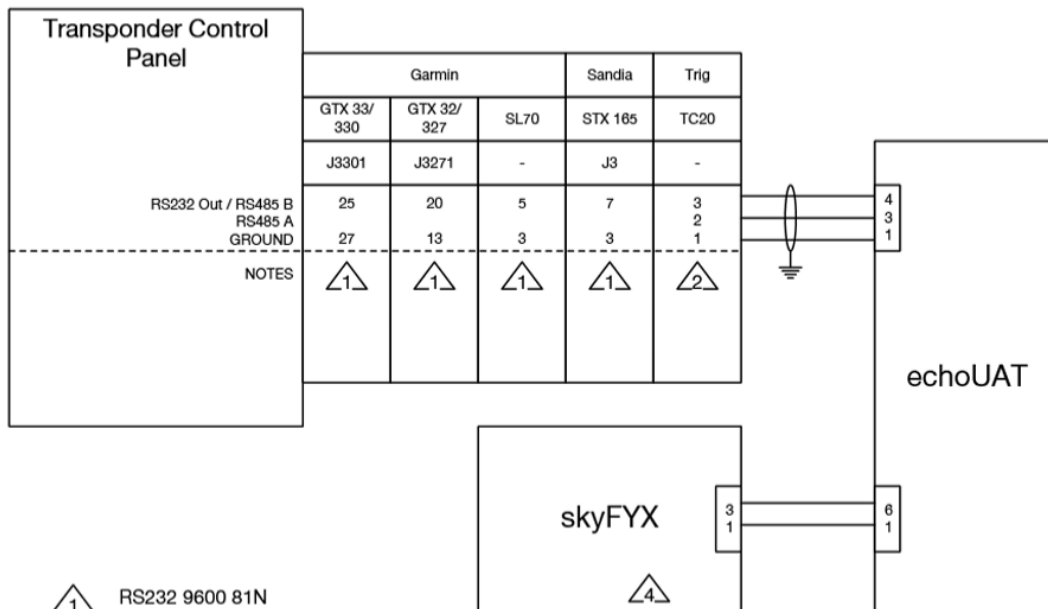 Transponder Control
Panel
Garmin Sandia Trig
GTX 33/
330
GTX 32/
327
SL70 STX 165 TC20
J3301 J3271 - J3 -
RS232 Out / RS485 B 25 20 5 7 3
RS485 A 2
GROUND 27 13 3 3 1
NOTES 1 1 1 1 2
4
3
1
echoUAT
skyFYX
3
1
6
1
4
1 RS232 9600 81N